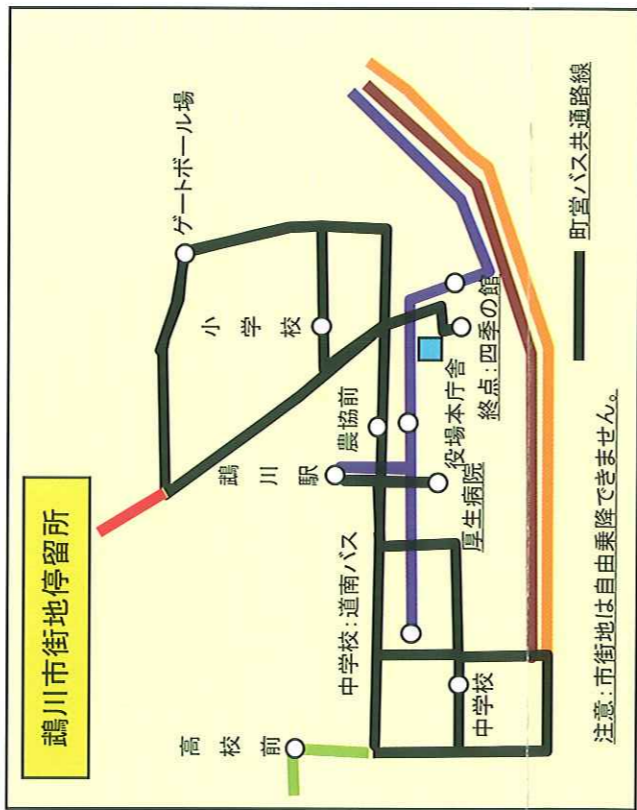 鵡川市街地停留所
ゲートボール場
小学校
鵡川駅
農協前
役場本庁舎
終点:四季の館
厚生病院
中学校:道南バス
高校前
中学校
町営バス共通路線
注意:市街地は自由乗降できません。